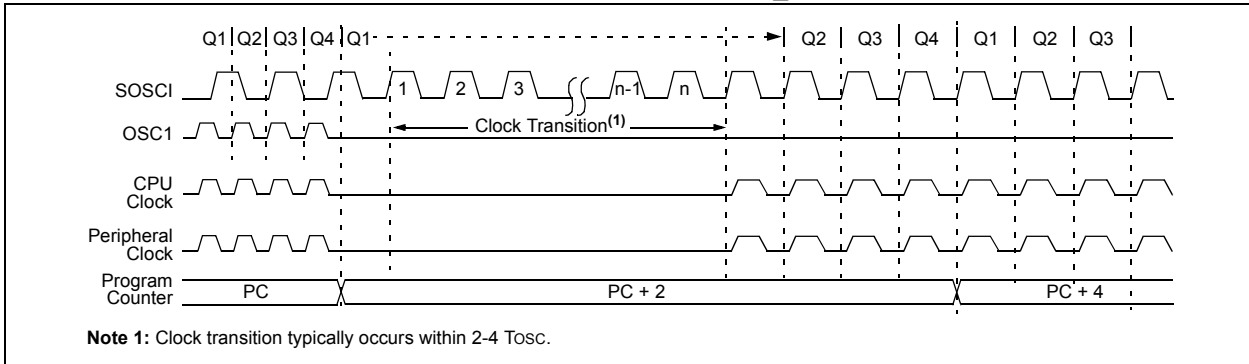 Q1 Q2 Q3 Q4 Q1 Q2 Q3 Q4 Q1 Q2 Q3
SOSCI
1 2 3 n-1 n
Clock Transition(1)
OSC1
CPU
Clock
Peripheral
Clock
Program
Counter
PC PC + 2 PC + 4
Note 1: Clock transition typically occurs within 2-4 TOSC.